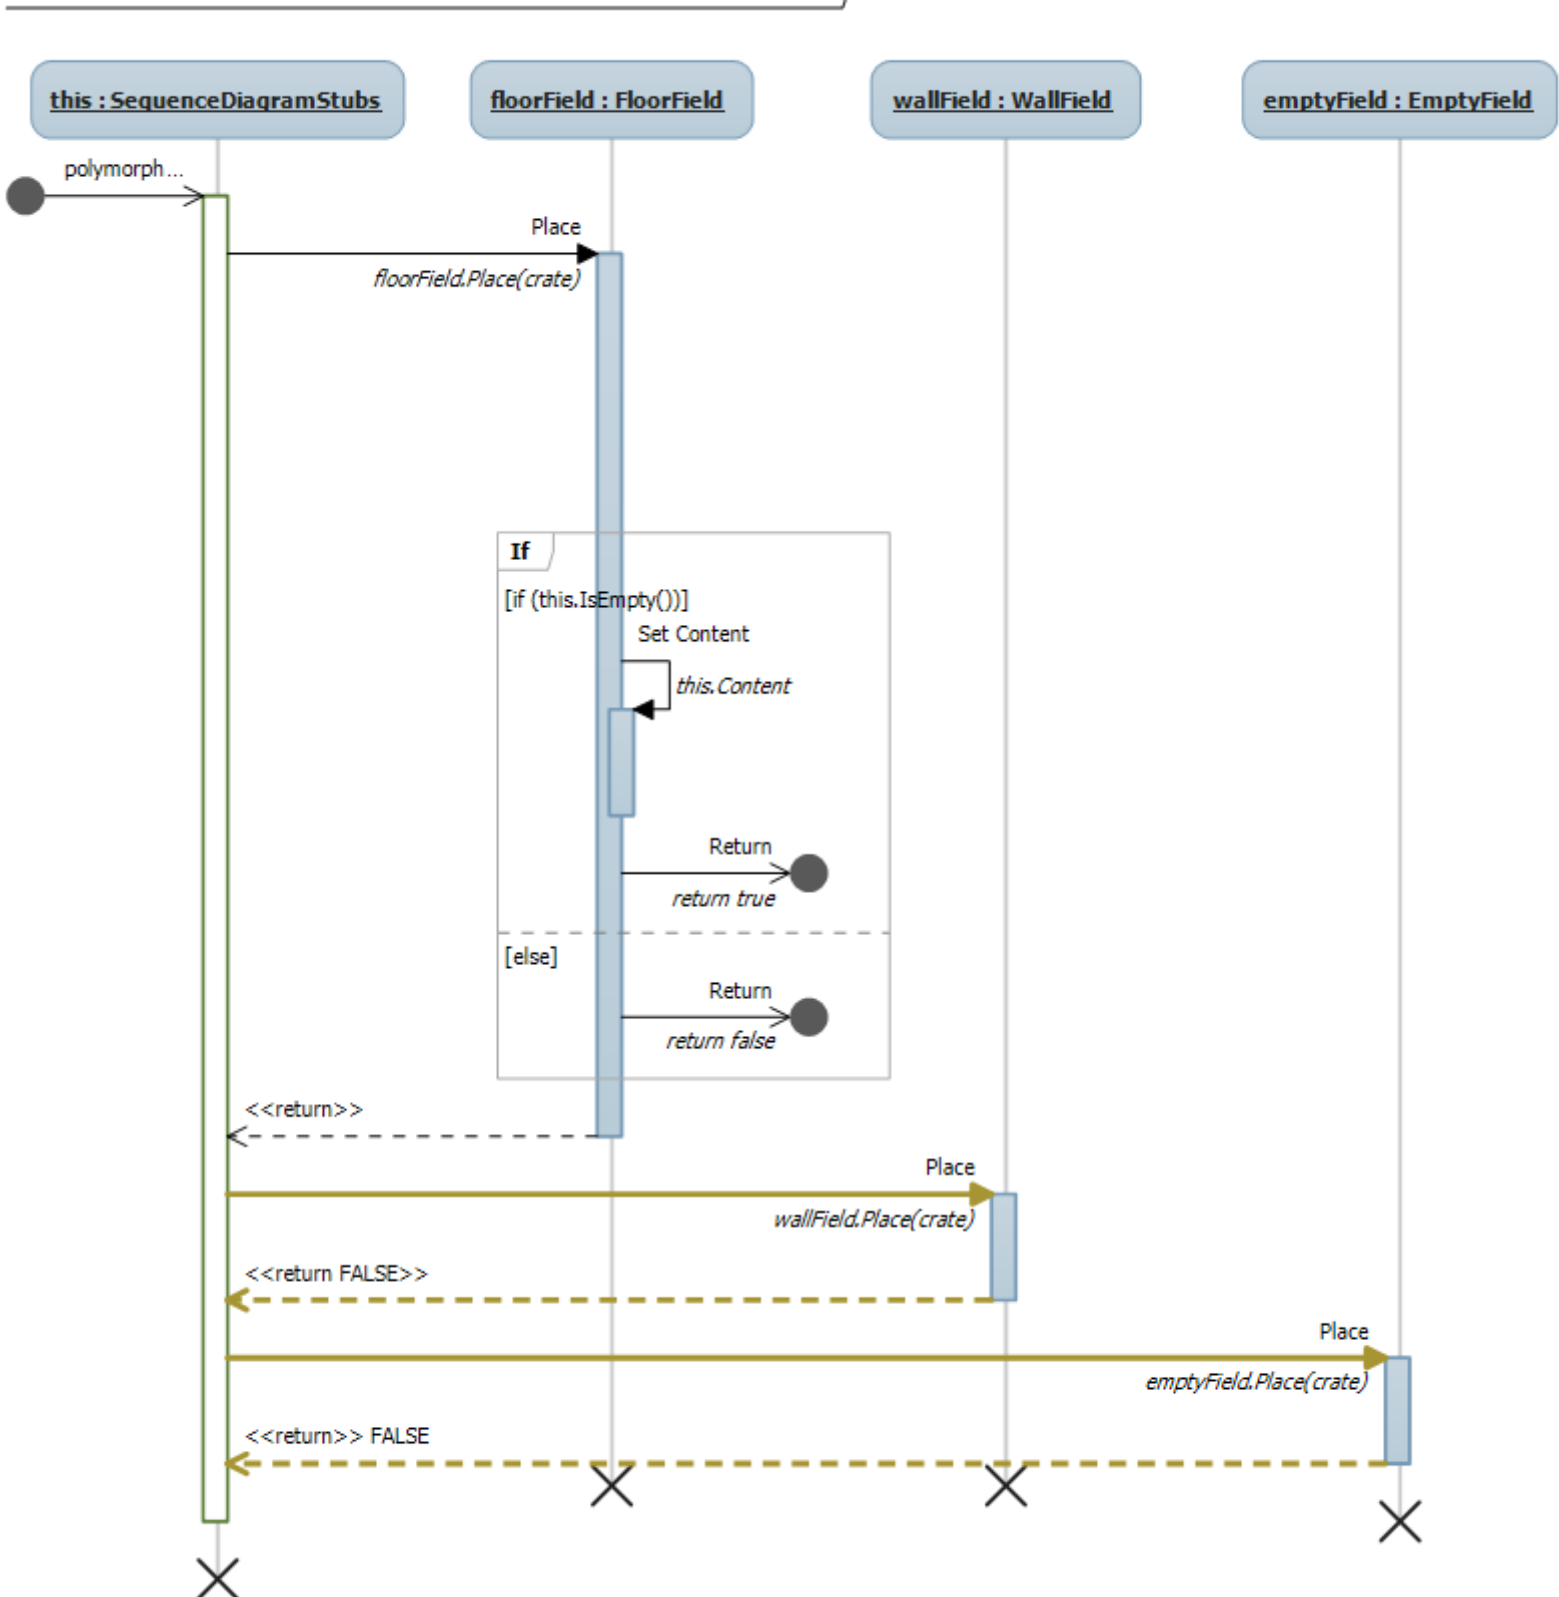 this : SequenceDiagramStubs
floorField : FloorField
wallField : WallField
emptyField : EmptyField
polymorph...
Place
floorField.Place(crate)
If
[if (this.IsEmpty())]
Set Content
this.Content
Return
return true
[else]
Return
return false
<<return>>
Place
wallField.Place(crate)
<<return FALSE>>
Place
emptyField.Place(crate)
<<return>> FALSE